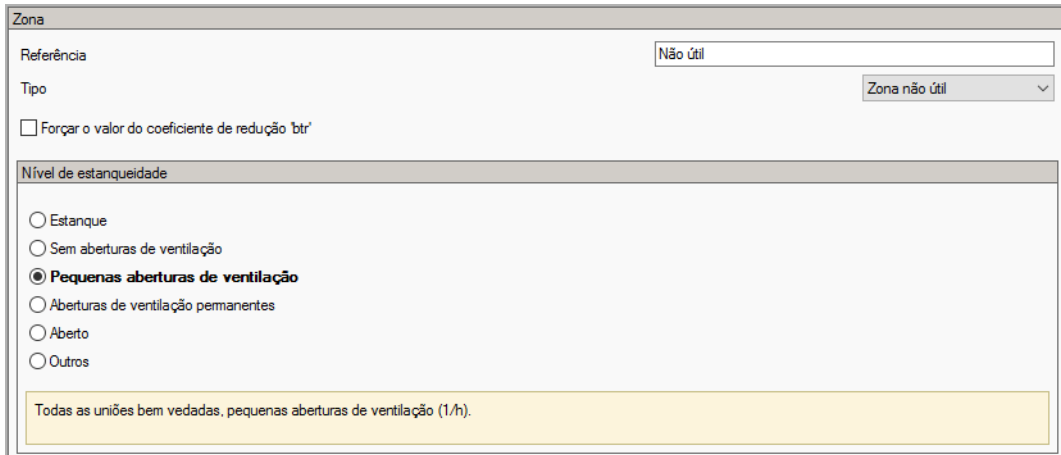 Zona
Referência Não útil
Tipo Zona não útil
Forçar o valor do coeficiente de redução 'btr'
Nível de estanqueidade
Estanque
Sem aberturas de ventilação
Pequenas aberturas de ventilação
Aberturas de ventilação permanentes
Aberto
Outros
Todas as uniões bem vedadas, pequenas aberturas de ventilação (1/h).